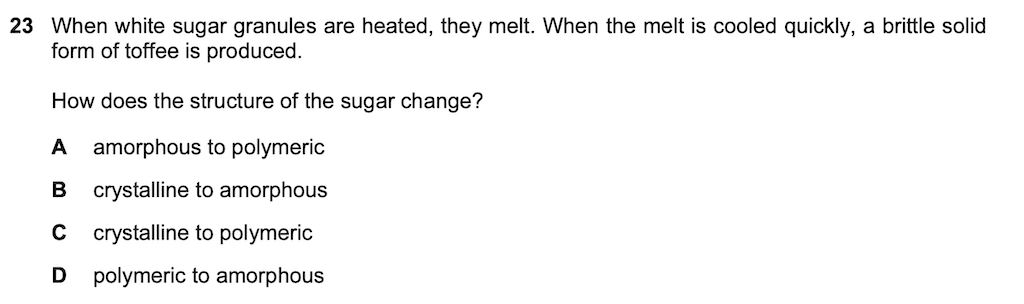 23 When white sugar granules are heated, they melt. When the melt is cooled quickly, a brittle solid
form of toffee is produced.
How does the structure of the sugar change?
A amorphous to polymeric
B crystalline to amorphous
C crystalline to polymeric
D polymeric to amorphous